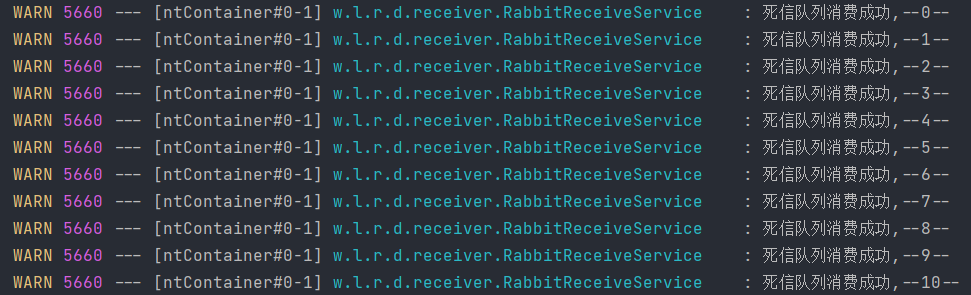 WARN 5660 --- [ntContainer#0-1] w.l.r.d.receiver.RabbitReceiveService : 死信队列消费成功,--0--
WARN 5660 --- [ntContainer#0-1] w.l.r.d.receiver.RabbitReceiveService : 死信队列消费成功,--1--
WARN 5660 --- [ntContainer#0-1] w.l.r.d.receiver.RabbitReceiveService : 死信队列消费成功,--2--
WARN 5660 --- [ntContainer#0-1] w.l.r.d.receiver.RabbitReceiveService : 死信队列消费成功,--3--
WARN 5660 --- [ntContainer#0-1] w.l.r.d.receiver.RabbitReceiveService : 死信队列消费成功,--4--
WARN 5660 --- [ntContainer#0-1] w.l.r.d.receiver.RabbitReceiveService : 死信队列消费成功,--5--
WARN 5660 --- [ntContainer#0-1] w.l.r.d.receiver.RabbitReceiveService : 死信队列消费成功,--6--
WARN 5660 --- [ntContainer#0-1] w.l.r.d.receiver.RabbitReceiveService : 死信队列消费成功,--7--
WARN 5660 --- [ntContainer#0-1] w.l.r.d.receiver.RabbitReceiveService : 死信队列消费成功,--8--
WARN 5660 --- [ntContainer#0-1] w.l.r.d.receiver.RabbitReceiveService : 死信队列消费成功,--9--
WARN 5660 --- [ntContainer#0-1] w.l.r.d.receiver.RabbitReceiveService : 死信队列消费成功,--10--